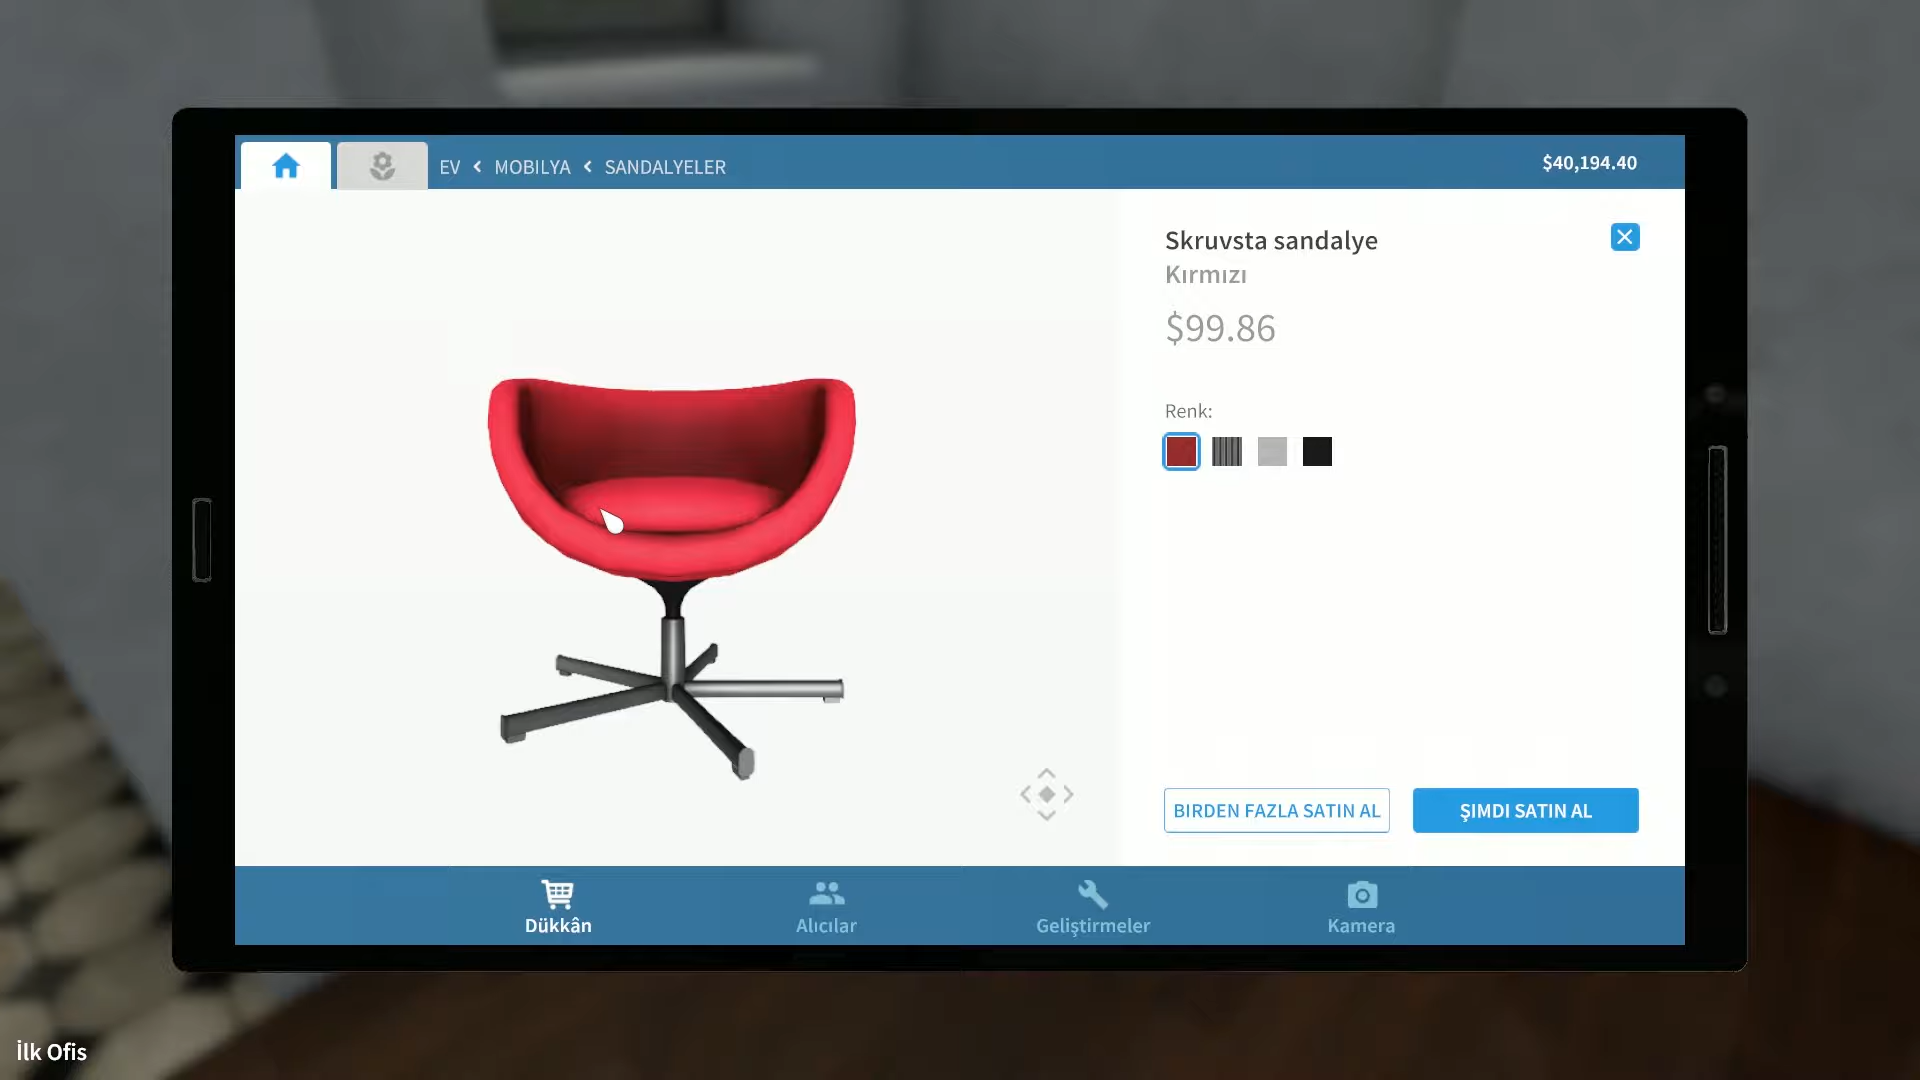 EV < MOBILYA < SANDALYELER
$40,194.40
Skruvsta sandalye
Kırmızı
$99.86
Renk:
BIRDEN FAZLA SATIN AL
ŞIMDI SATIN AL
Dükkân
Alıcılar
Geliştirmeler
Kamera
İlk Ofis